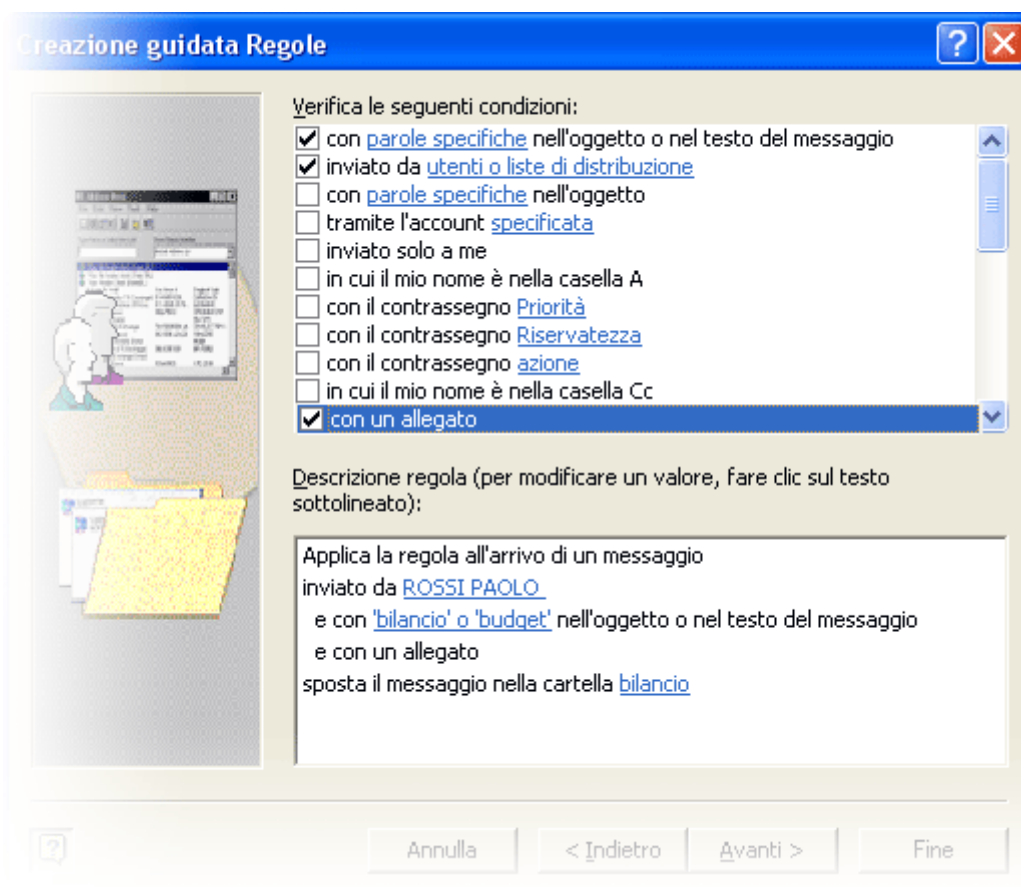 Creazione guidata Regole
Verifica le seguenti condizioni:
con parole specifiche nell'oggetto o nel testo del messaggio
inviato da utenti o liste di distribuzione
con parole specifiche nell'oggetto
tramite l'account specificata
inviato solo a me
in cui il mio nome è nella casella A
con il contrassegno Priorità
con il contrassegno Riservatezza
con il contrassegno azione
in cui il mio nome è nella casella Cc
con un allegato
Descrizione regola (per modificare un valore, fare clic sul testo
sottolineato):
Applica la regola all'arrivo di un messaggio
inviato da ROSSI PAOLO
e con 'bilancio' o 'budget' nell'oggetto o nel testo del messaggio
e con un allegato
sposta il messaggio nella cartella bilancio
Annulla
< Indietro
Avanti >
Fine